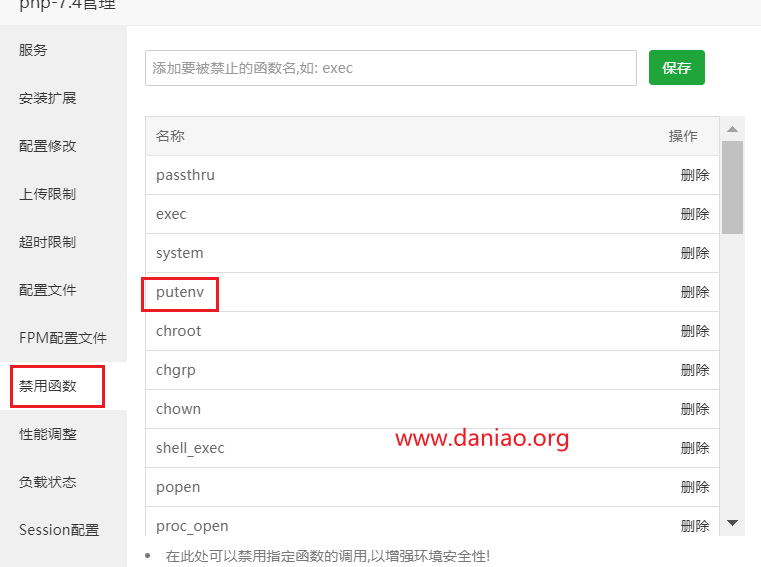 php-7.4管理
服务
安装扩展
配置修改
上传限制
超时限制
配置文件
FPM配置文件
禁用函数
性能调整
负载状态
Session配置
添加要被禁止的函数名,如: exec
保存
名称 操作
passthru 删除
exec 删除
system 删除
putenv 删除
chroot 删除
chgrp 删除
chown 删除
shell_exec 删除
popen 删除
proc_open 删除
www.daniao.org
在此处可以禁用指定函数的调用,以增强环境安全性!